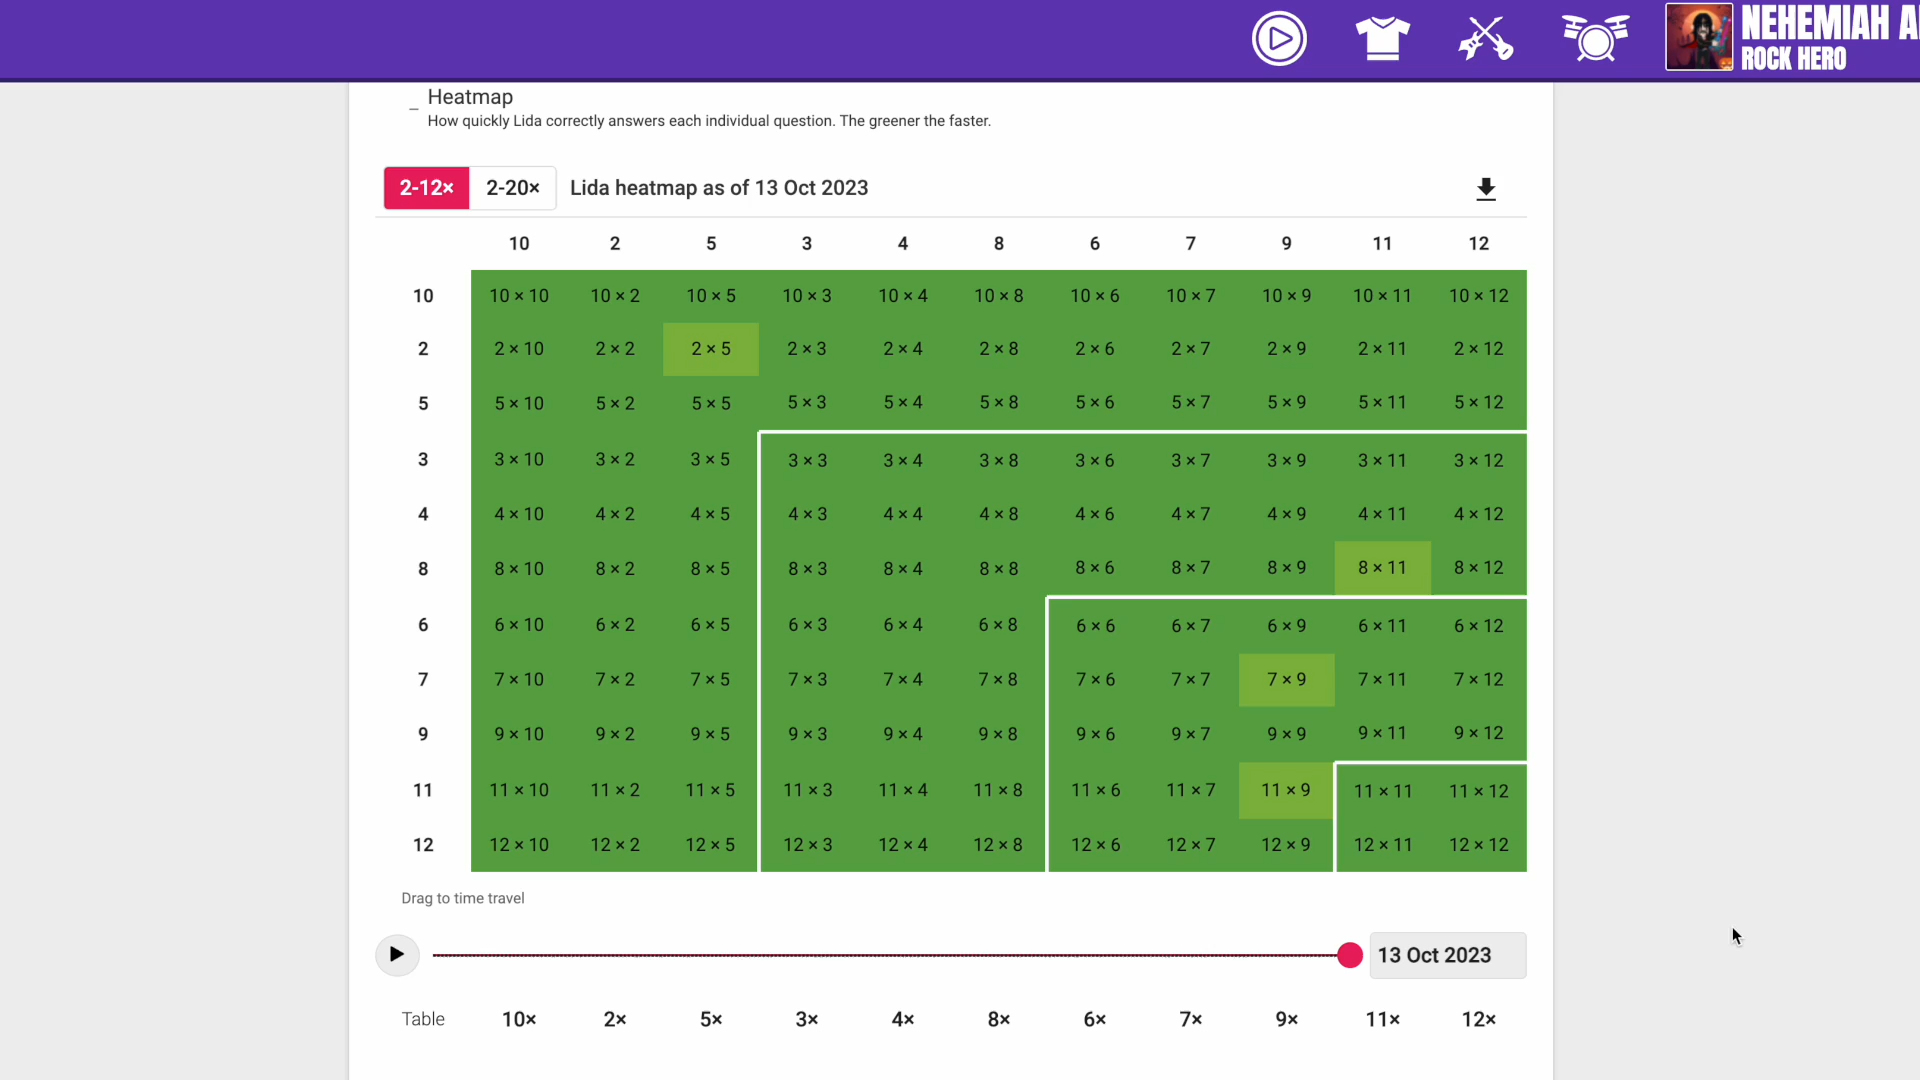 NEHEMIAH A
ROCK HERO
Heatmap
How quickly Lida correctly answers each individual question. The greener the faster.
2-12× 2-20× Lida heatmap as of 13 Oct 2023
10 2 5 3 4 8 6 7 9 11 12
10 10 × 10 10 × 2 10 × 5 10 × 3 10 × 4 10 × 8 10 × 6 10 × 7 10 × 9 10 × 11 10 × 12
2 2 × 10 2 × 2 2 × 5 2 × 3 2 × 4 2 × 8 2 × 6 2 × 7 2 × 9 2 × 11 2 × 12
5 5 × 10 5 × 2 5 × 5 5 × 3 5 × 4 5 × 8 5 × 6 5 × 7 5 × 9 5 × 11 5 × 12
3 3 × 10 3 × 2 3 × 5 3 × 3 3 × 4 3 × 8 3 × 6 3 × 7 3 × 9 3 × 11 3 × 12
4 4 × 10 4 × 2 4 × 5 4 × 3 4 × 4 4 × 8 4 × 6 4 × 7 4 × 9 4 × 11 4 × 12
8 8 × 10 8 × 2 8 × 5 8 × 3 8 × 4 8 × 8 8 × 6 8 × 7 8 × 9 8 × 11 8 × 12
6 6 × 10 6 × 2 6 × 5 6 × 3 6 × 4 6 × 8 6 × 6 6 × 7 6 × 9 6 × 11 6 × 12
7 7 × 10 7 × 2 7 × 5 7 × 3 7 × 4 7 × 8 7 × 6 7 × 7 7 × 9 7 × 11 7 × 12
9 9 × 10 9 × 2 9 × 5 9 × 3 9 × 4 9 × 8 9 × 6 9 × 7 9 × 9 9 × 11 9 × 12
11 11 × 10 11 × 2 11 × 5 11 × 3 11 × 4 11 × 8 11 × 6 11 × 7 11 × 9 11 × 11 11 × 12
12 12 × 10 12 × 2 12 × 5 12 × 3 12 × 4 12 × 8 12 × 6 12 × 7 12 × 9 12 × 11 12 × 12
Drag to time travel
13 Oct 2023
Table 10× 2× 5× 3× 4× 8× 6× 7× 9× 11× 12×